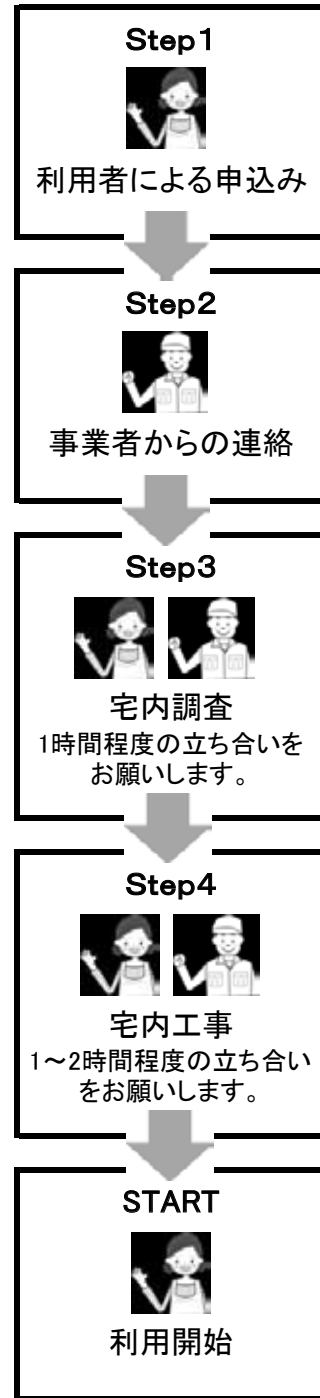 Step1
利用者による申込み
Step2
事業者からの連絡
Step3
宅内調査
1時間程度の立ち合いを
お願いします。
Step4
宅内工事
1～2時間程度の立ち合い
をお願いします。
START
利用開始